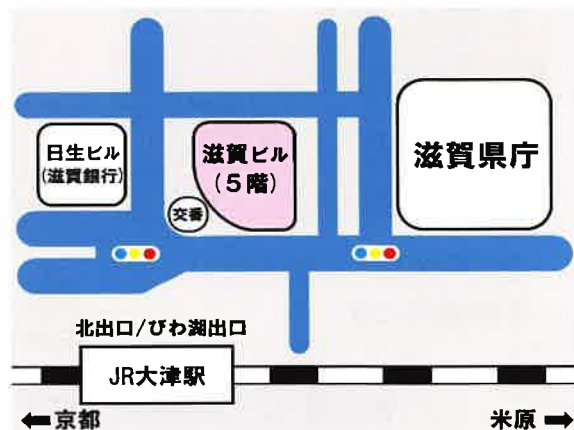 日生ビル
(滋賀銀行)
滋賀ビル
(5階)
滋賀県庁
交番
北出口/びわ湖出口
JR大津駅
←京都
米原→